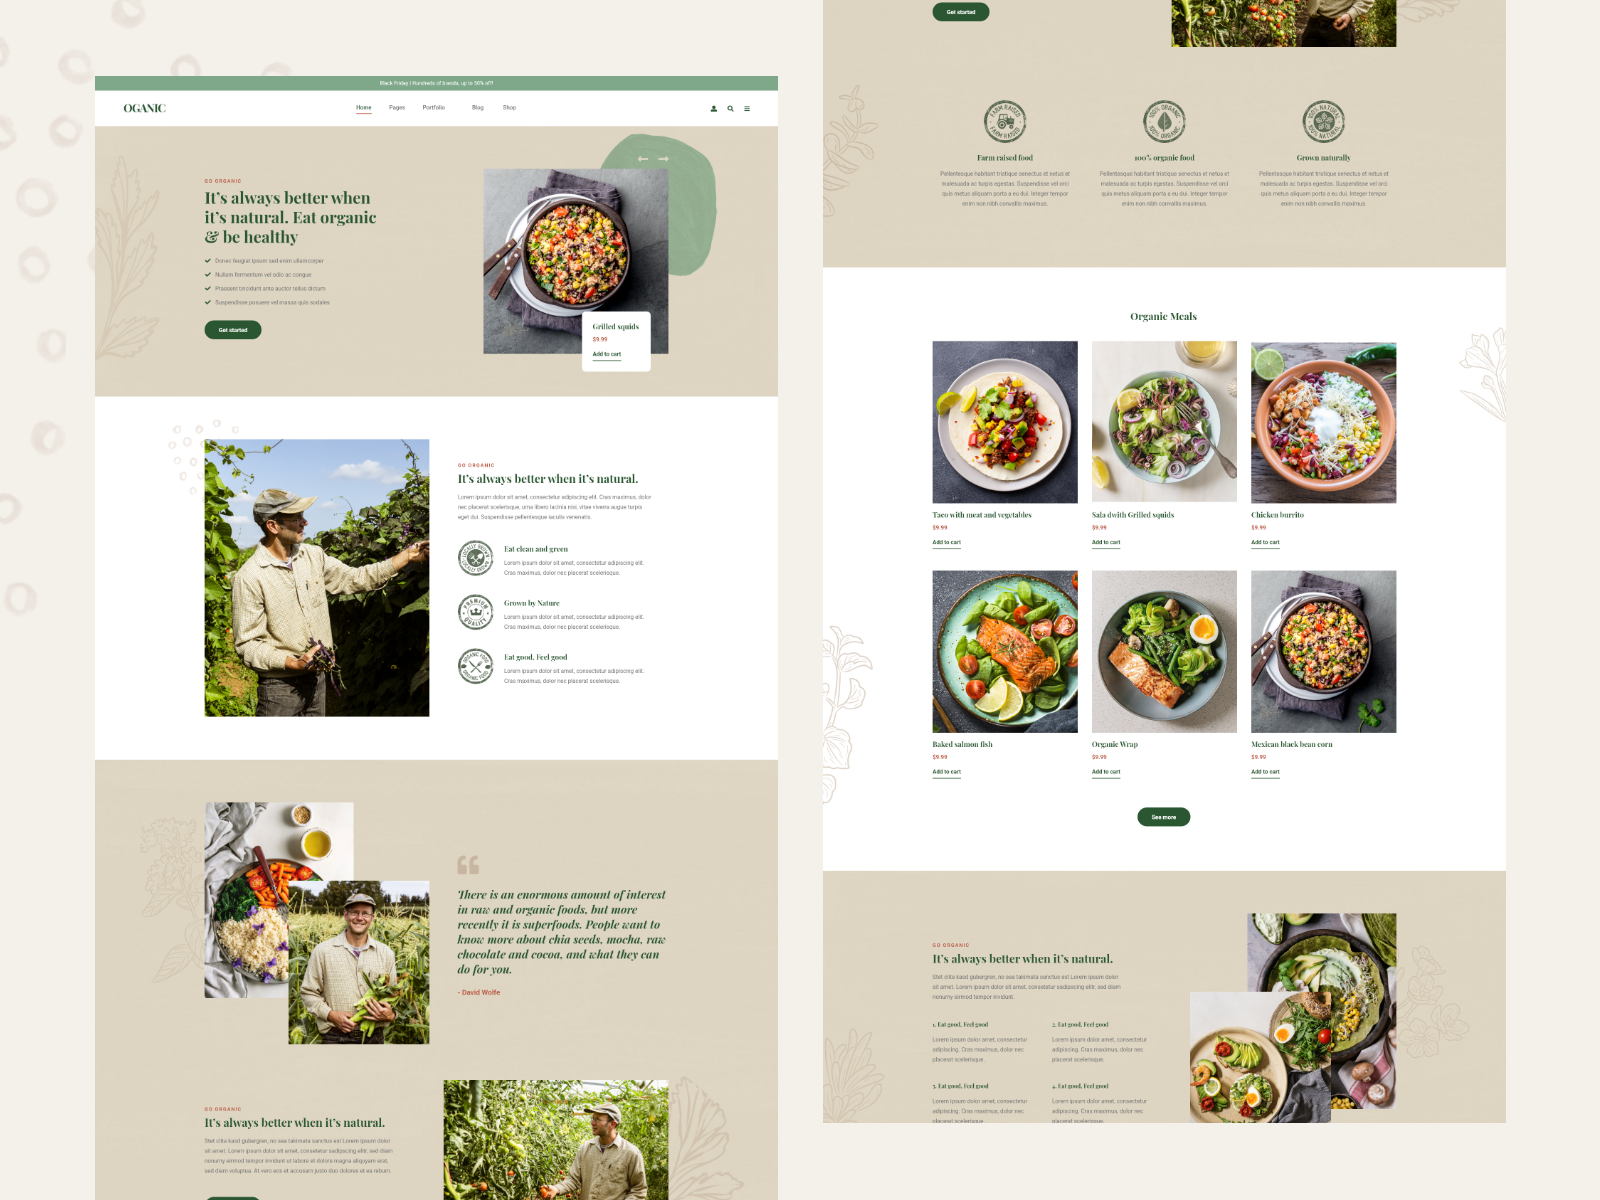 Black Friday | Hundreds of brands, up to 50% off!
OGANIC
Home
Pages
Portfolio
Blog
Shop
GO ORGANIC
It's always better when
it's natural. Eat organic
& be healthy
Donec feugiat ipsum sed enim ullamcorper
Nullam fermentum vel odio ac congue
Praesent tincidunt ante auctor tellus dictum
Suspendisse posuere vel massa quis sodales
Get started
Grilled squids
$9.99
Add to cart
GO ORGANIC
It's always better when it's natural.
Lorem ipsum dolor sit amet, consectetur adipiscing elit. Cras maximus, dolor
nec placerat scelerisque, urna libero lacinia nisi, vitae viverra augue turpis
eget dui. Suspendisse pellentesque iaculis venenatis.
LOCALLY GROWN
LOCALLY GROWN
Eat clean and green
Lorem ipsum dolor sit amet, consectetur adipiscing elit.
Cras maximus, dolor nec placerat scelerisque.
PREMIUM
QUALITY
Grown by Nature
Lorem ipsum dolor sit amet, consectetur adipiscing elit.
Cras maximus, dolor nec placerat scelerisque.
ORGANIC FOOD
ORGANIC FOOD
Eat good, Feel good
Lorem ipsum dolor sit amet, consectetur adipiscing elit.
Cras maximus, dolor nec placerat scelerisque.
There is an enormous amount of interest
in raw and organic foods, but more
recently it is superfoods. People want to
know more about chia seeds, mocha, raw
chocolate and cocoa, and what they can
do for you.
- David Wolfe
GO ORGANIC
It's always better when it's natural.
Stet clita kasd gubergren, no sea takimata sanctus est Lorem ipsum dolor
sit amet. Lorem ipsum dolor sit amet, consetetur sadipscing elitr, sed diam
nonumy eirmod tempor invidunt ut labore et dolore magna aliquyam erat,
sed diam voluptua. At vero eos et accusam justo duo dolores et ea rebum.
Get started
FARM RAISED
FARM RAISED
Farm raised food
Pellentesque habitant tristique senectus et netus et
malesuada ac turpis egestas. Suspendisse vel orci
quis metus aliquam porta a eu dui. Integer tempor
enim non nibh convallis maximus.
100% ORGANIC
100% ORGANIC
100% organic food
Pellentesque habitant tristique senectus et netus et
malesuada ac turpis egestas. Suspendisse vel orci
quis metus aliquam porta a eu dui. Integer tempor
enim non nibh convallis maximus.
100% NATURAL
100% NATURAL
Grown naturally
Pellentesque habitant tristique senectus et netus et
malesuada ac turpis egestas. Suspendisse vel orci
quis metus aliquam porta a eu dui. Integer tempor
enim non nibh convallis maximus.
Organic Meals
Taco with meat and vegetables
$9.99
Add to cart
Sala dwith Grilled squids
$9.99
Add to cart
Chicken burrito
$9.99
Add to cart
Baked salmon fish
$9.99
Add to cart
Organic Wrap
$9.99
Add to cart
Mexican black bean corn
$9.99
Add to cart
See more
GO ORGANIC
It's always better when it's natural.
Stet clita kasd gubergren, no sea takimata sanctus est Lorem ipsum dolor
sit amet. Lorem ipsum dolor sit amet, consetetur sadipscing elitr, sed diam
nonumy eirmod tempor invidunt.
1. Eat good, Feel good
Lorem ipsum dolor amet, consectetur
adipiscing. Cras maximus, dolor nec
placerat scelerisque.
2. Eat good, Feel good
Lorem ipsum dolor amet, consectetur
adipiscing. Cras maximus, dolor nec
placerat scelerisque.
3. Eat good, Feel good
Lorem ipsum dolor amet, consectetur
adipiscing. Cras maximus, dolor nec
placerat scelerisque.
4. Eat good, Feel good
Lorem ipsum dolor amet, consectetur
adipiscing. Cras maximus, dolor nec
placerat scelerisque.